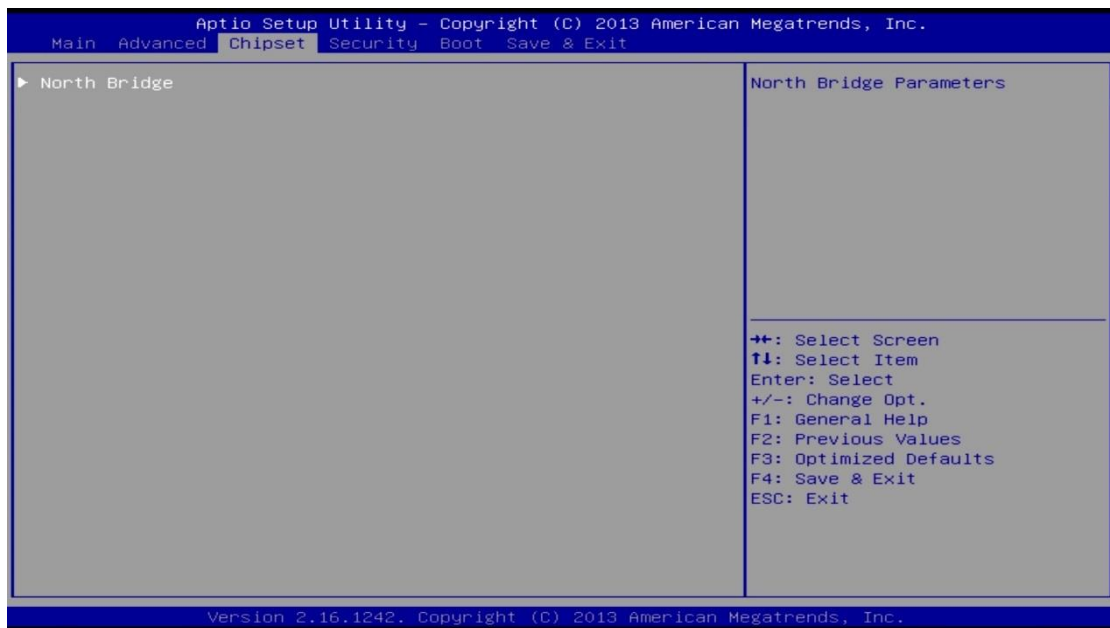 Aptio Setup Utility – Copyright (C) 2013 American Megatrends, Inc.
Main Advanced Chipset Security Boot Save & Exit
▶ North Bridge
North Bridge Parameters
→←: Select Screen
↑↓: Select Item
Enter: Select
+/-: Change Opt.
F1: General Help
F2: Previous Values
F3: Optimized Defaults
F4: Save & Exit
ESC: Exit
Version 2.16.1242. Copyright (C) 2013 American Megatrends, Inc.